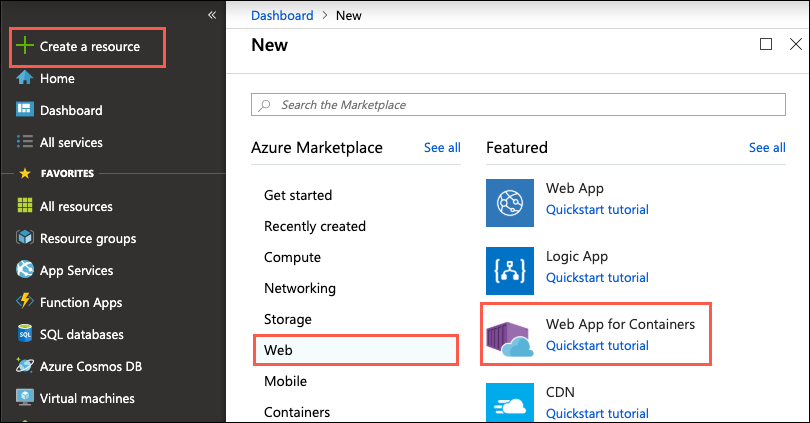 «
Create a resource
Home
Dashboard
All services
FAVORITES
All resources
Resource groups
App Services
Function Apps
SQL databases
Azure Cosmos DB
Virtual machines
Dashboard > New
New
Search the Marketplace
Azure Marketplace See all
Get started
Recently created
Compute
Networking
Storage
Web
Mobile
Containers
Featured See all
Web App
Quickstart tutorial
Logic App
Quickstart tutorial
Web App for Containers
Quickstart tutorial
CDN
Quickstart tutorial